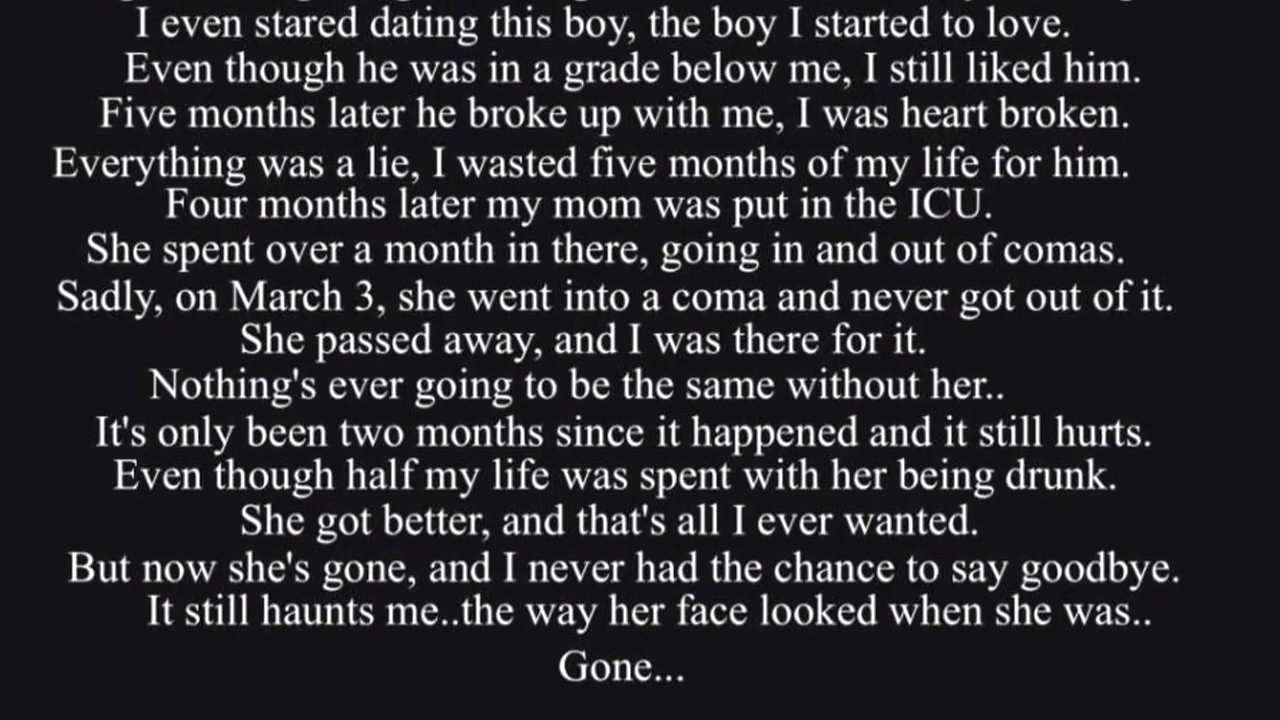 I even stared dating this boy, the boy I started to love.
Even though he was in a grade below me, I still liked him.
Five months later he broke up with me, I was heart broken.
Everything was a lie, I wasted five months of my life for him.
Four months later my mom was put in the ICU.
She spent over a month in there, going in and out of comas.
Sadly, on March 3, she went into a coma and never got out of it.
She passed away, and I was there for it.
Nothing's ever going to be the same without her..
It's only been two months since it happened and it still hurts.
Even though half my life was spent with her being drunk.
She got better, and that's all I ever wanted.
But now she's gone, and I never had the chance to say goodbye.
It still haunts me..the way her face looked when she was..
Gone...